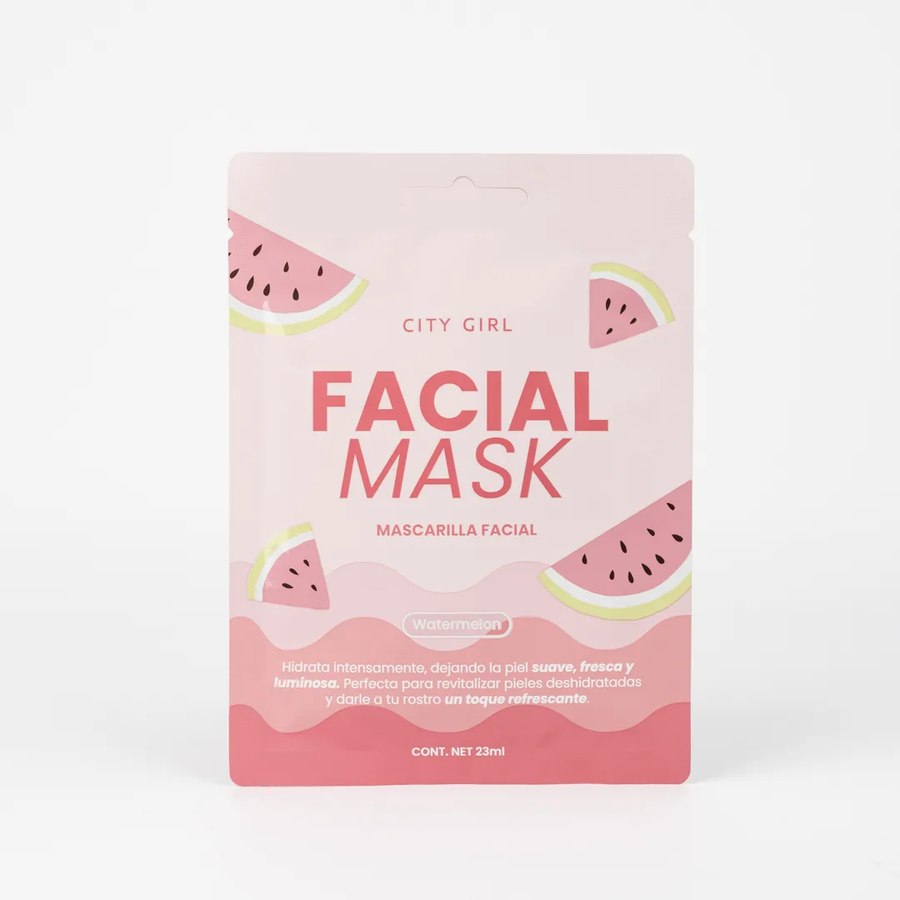 CITY GIRL
FACIAL
MASK
MASCARILLA FACIAL
Watermelon
Hidrata intensamente, dejando la piel suave, fresca y
luminosa. Perfecta para revitalizar pieles deshidratadas
y darle a tu rostro un toque refrescante.
CONT. NET 23ml